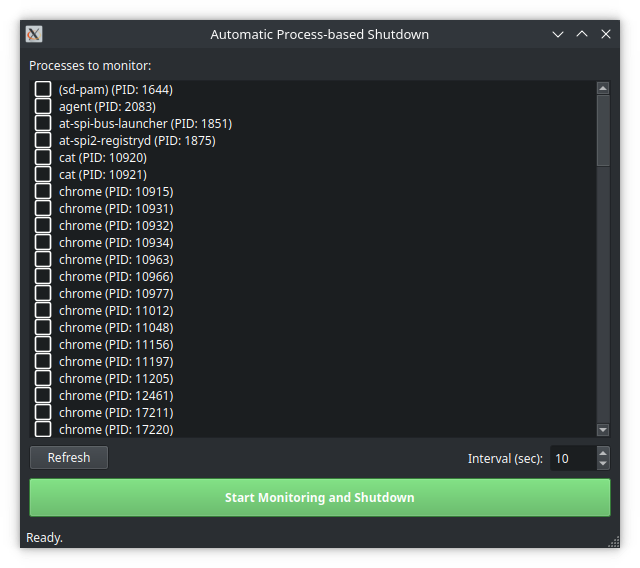 Automatic Process-based Shutdown
Processes to monitor:
(sd-pam) (PID: 1644)
agent (PID: 2083)
at-spi-bus-launcher (PID: 1851)
at-spi2-registryd (PID: 1875)
cat (PID: 10920)
cat (PID: 10921)
chrome (PID: 10915)
chrome (PID: 10931)
chrome (PID: 10932)
chrome (PID: 10934)
chrome (PID: 10963)
chrome (PID: 10966)
chrome (PID: 10977)
chrome (PID: 11012)
chrome (PID: 11048)
chrome (PID: 11156)
chrome (PID: 11197)
chrome (PID: 11205)
chrome (PID: 12461)
chrome (PID: 17211)
chrome (PID: 17220)
Refresh Interval (sec): 10
Start Monitoring and Shutdown
Ready.